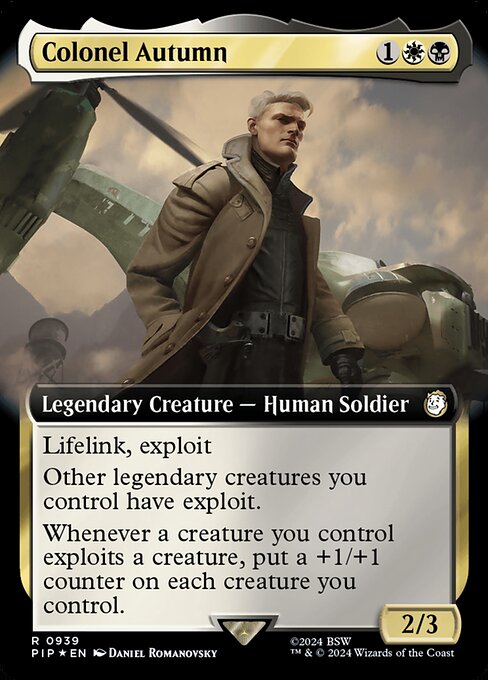 Colonel Autumn 1
Legendary Creature — Human Soldier
Lifelink, exploit
Other legendary creatures you
control have exploit.
Whenever a creature you control
exploits a creature, put a +1/+1
counter on each creature you
control.
2/3
R 0939
PIP★EN Daniel Romanovsky
©2024 BSW
™ & © 2024 Wizards of the Coast